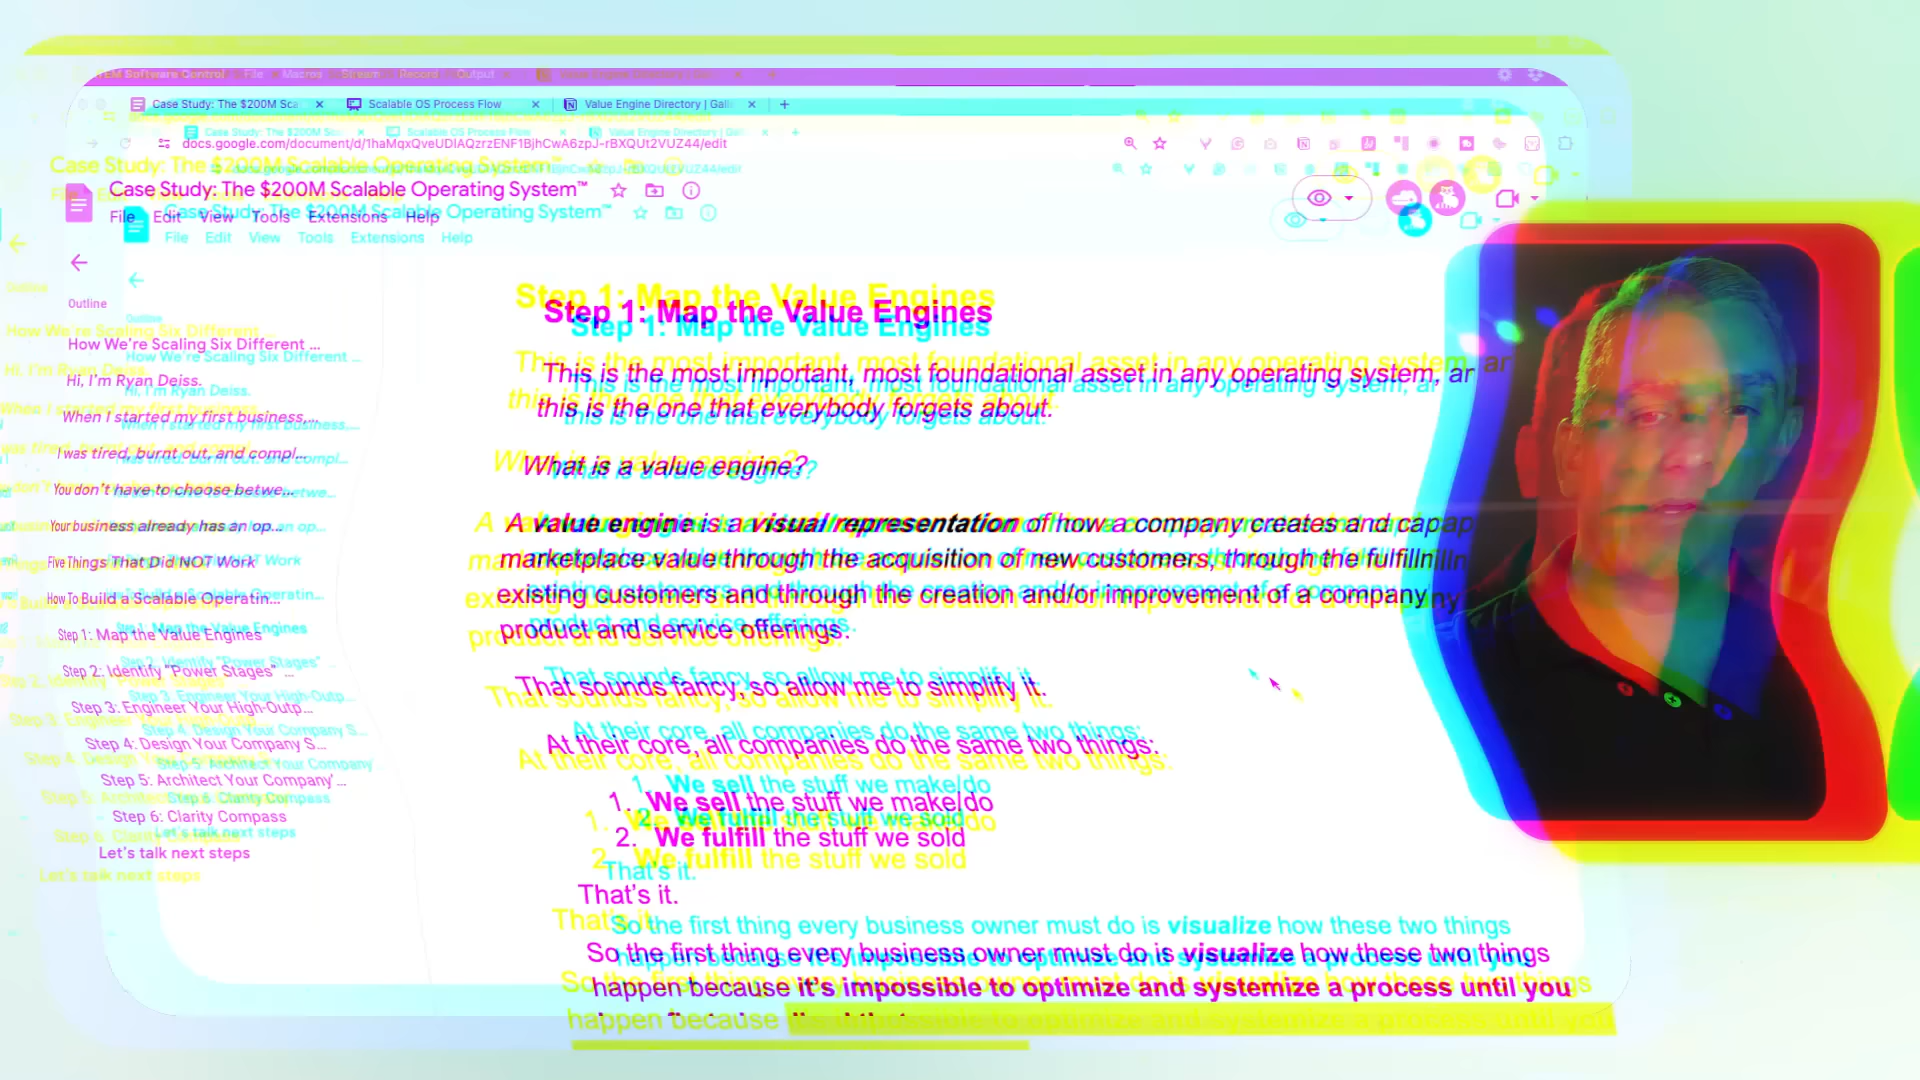 STEM Software Control File Macros Stream Record Output
Case Study: The $200M Sca
Scalable OS Process Flow
Value Engine Directory | Gall
docs.google.com/document/d/1haMqxQveUDIAQzrzENF1BjhCwA6zpJ-rBXQUt2VUZ44/edit
Case Study: The $200M Scalable Operating System™
File Edit View Tools Extensions Help
Outline
How We're Scaling Six Different ...
Hi, I'm Ryan Deiss.
When I started my first business,...
I was tired, burnt out, and compl...
You don't have to choose betwe...
Your business already has an op...
Five Things That Did NOT Work
How To Build a Scalable Operatin...
Step 1: Map the Value Engines
Step 2: Identify "Power Stages" ...
Step 3: Engineer Your High-Outp...
Step 4: Design Your Company S...
Step 5: Architect Your Company' ...
Step 6: Clarity Compass
Let's talk next steps
Step 1: Map the Value Engines
This is the most important, most foundational asset in any operating system, ar
this is the one that everybody forgets about.
What is a value engine?
A value engine is a visual representation of how a company creates and cap
marketplace value through the acquisition of new customers, through the fulfilln
existing customers and through the creation and/or improvement of a company
product and service offerings.
That sounds fancy, so allow me to simplify it.
At their core, all companies do the same two things:
1. We sell the stuff we make/do
2. We fulfill the stuff we sold
That's it.
So the first thing every business owner must do is visualize how these two things
happen because it's impossible to optimize and systemize a process until you